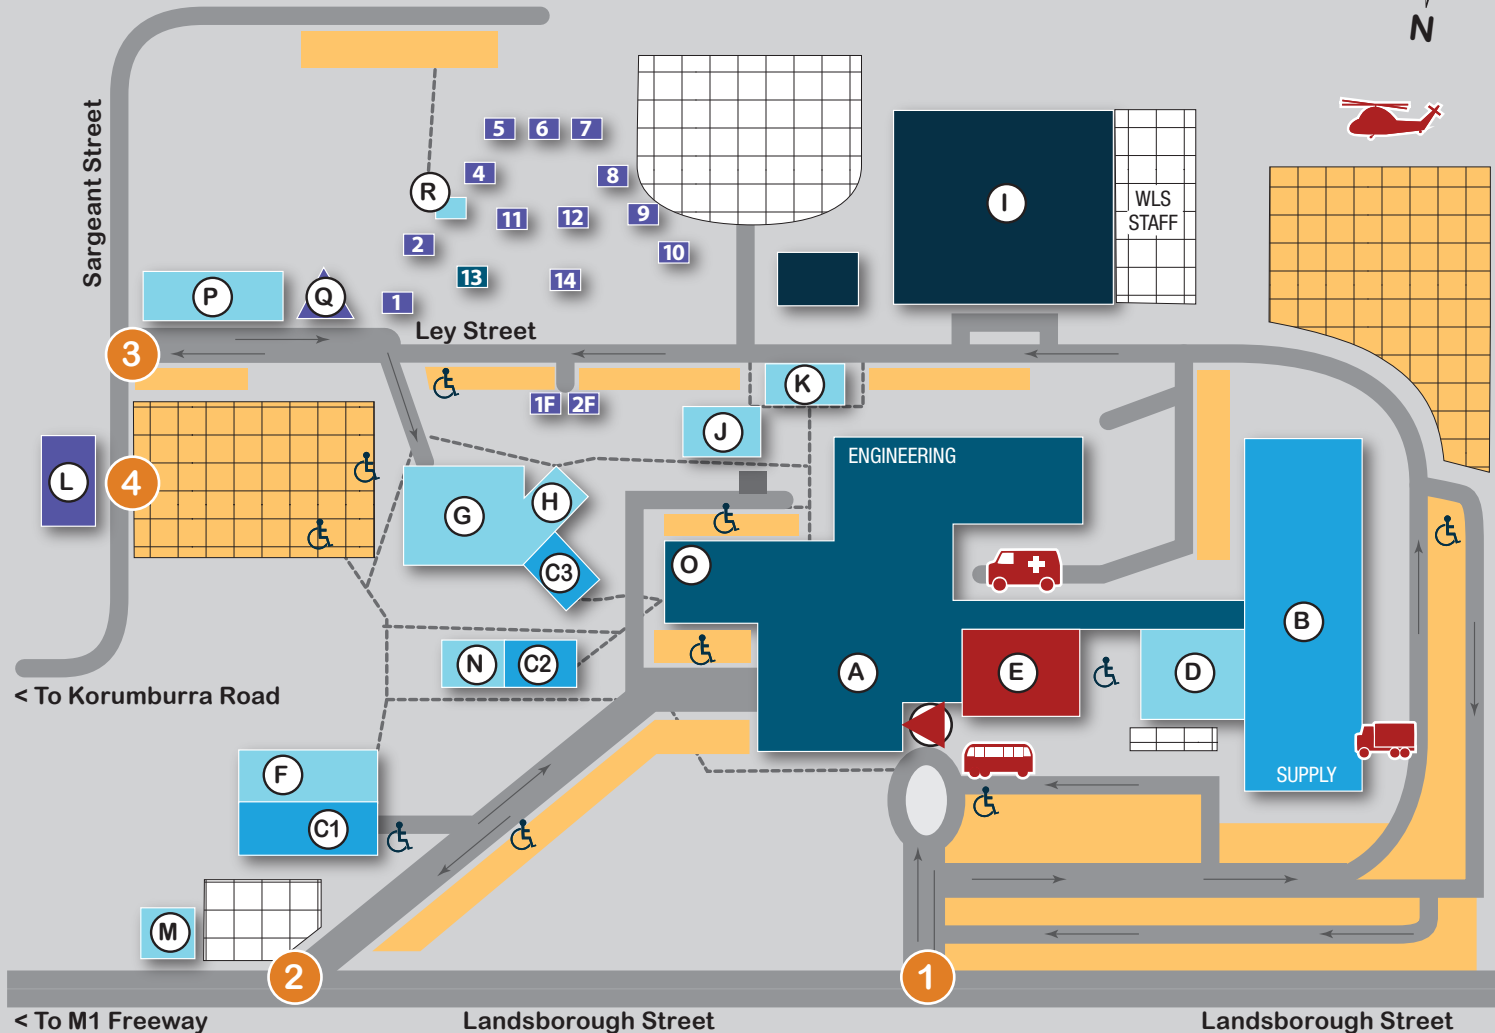 N
Sargeant Street
5
6
7
4
8
R
I
WLS
STAFF
11
12
9
2
10
13
14
P
Q
1
Ley Street
3
K
1F
2F
J
ENGINEERING
L
4
G
H
C3
O
B
N
C2
A
E
D
< To Korumburra Road
F
SUPPLY
C1
M
2
1
< To M1 Freeway
Landsborough Street
Landsborough Street